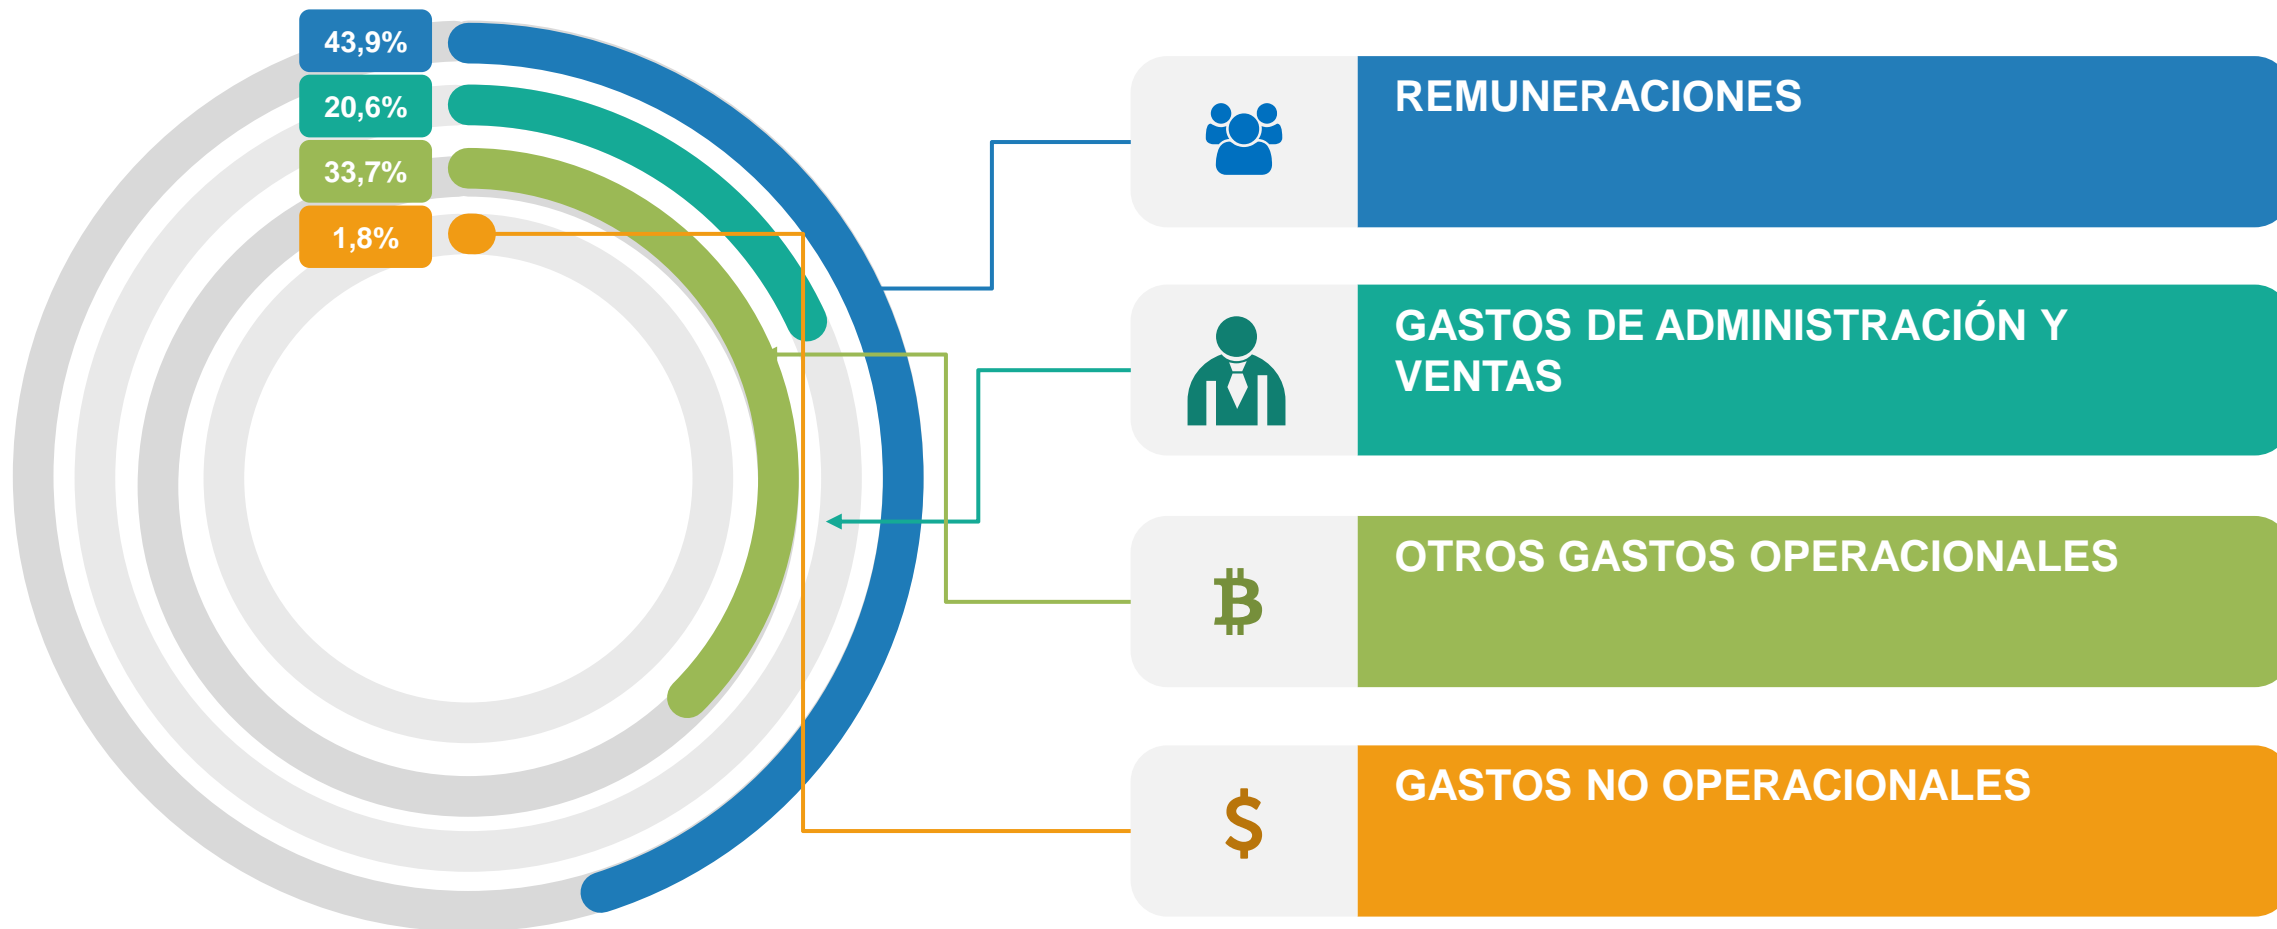 43,9%
20,6%
33,7%
1,8%
REMUNERACIONES
GASTOS DE ADMINISTRACIÓN Y
VENTAS
OTROS GASTOS OPERACIONALES
GASTOS NO OPERACIONALES